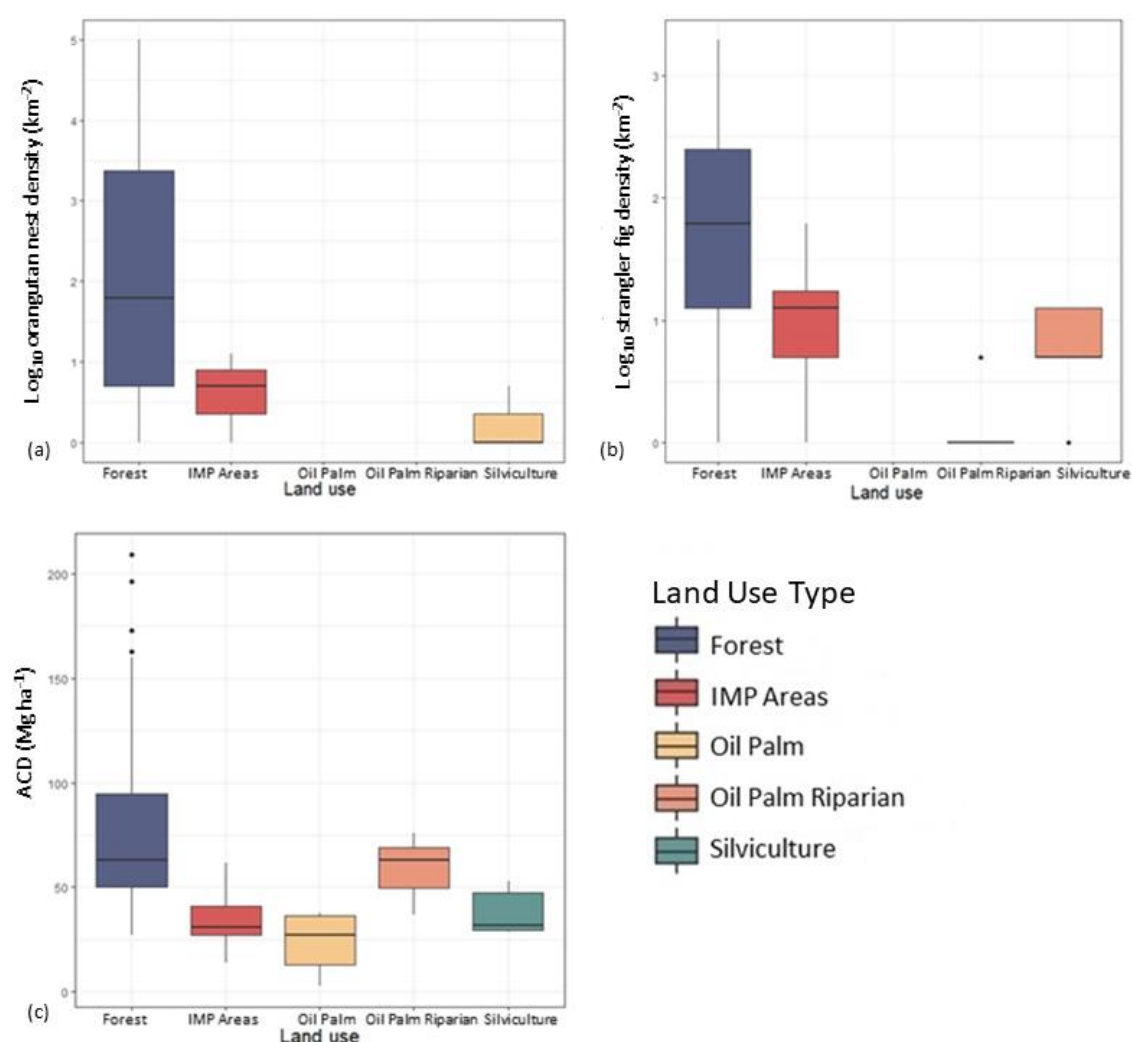 Log₁₀ orangutan nest density (km⁻²)
5
4
3
2
1
0
(a)
Forest IMP Areas Oil Palm Oil Palm Riparian Silviculture
Land use
Log₁₀ strangler fig density (km⁻²)
3
2
1
0
(b)
Forest IMP Areas Oil Palm Oil Palm Riparian Silviculture
Land use
ACD (Mg ha⁻¹)
200
150
100
50
0
(c)
Forest IMP Areas Oil Palm Oil Palm Riparian Silviculture
Land use
Land Use Type
Forest
IMP Areas
Oil Palm
Oil Palm Riparian
Silviculture